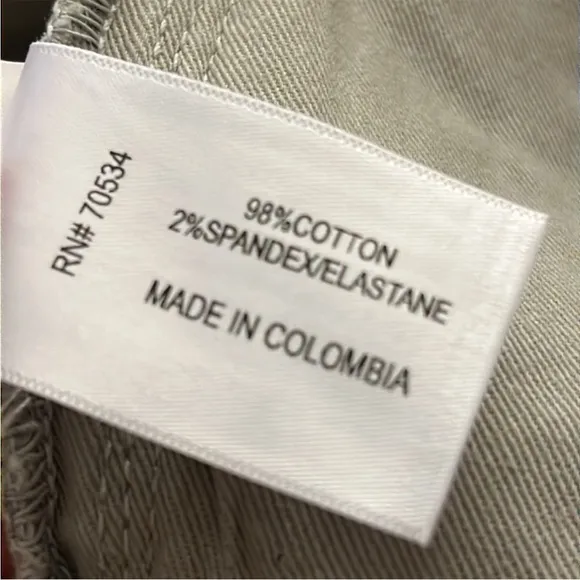 RN# 70534
98%COTTON
2%SPANDEX/ELASTANE
MADE IN COLOMBIA